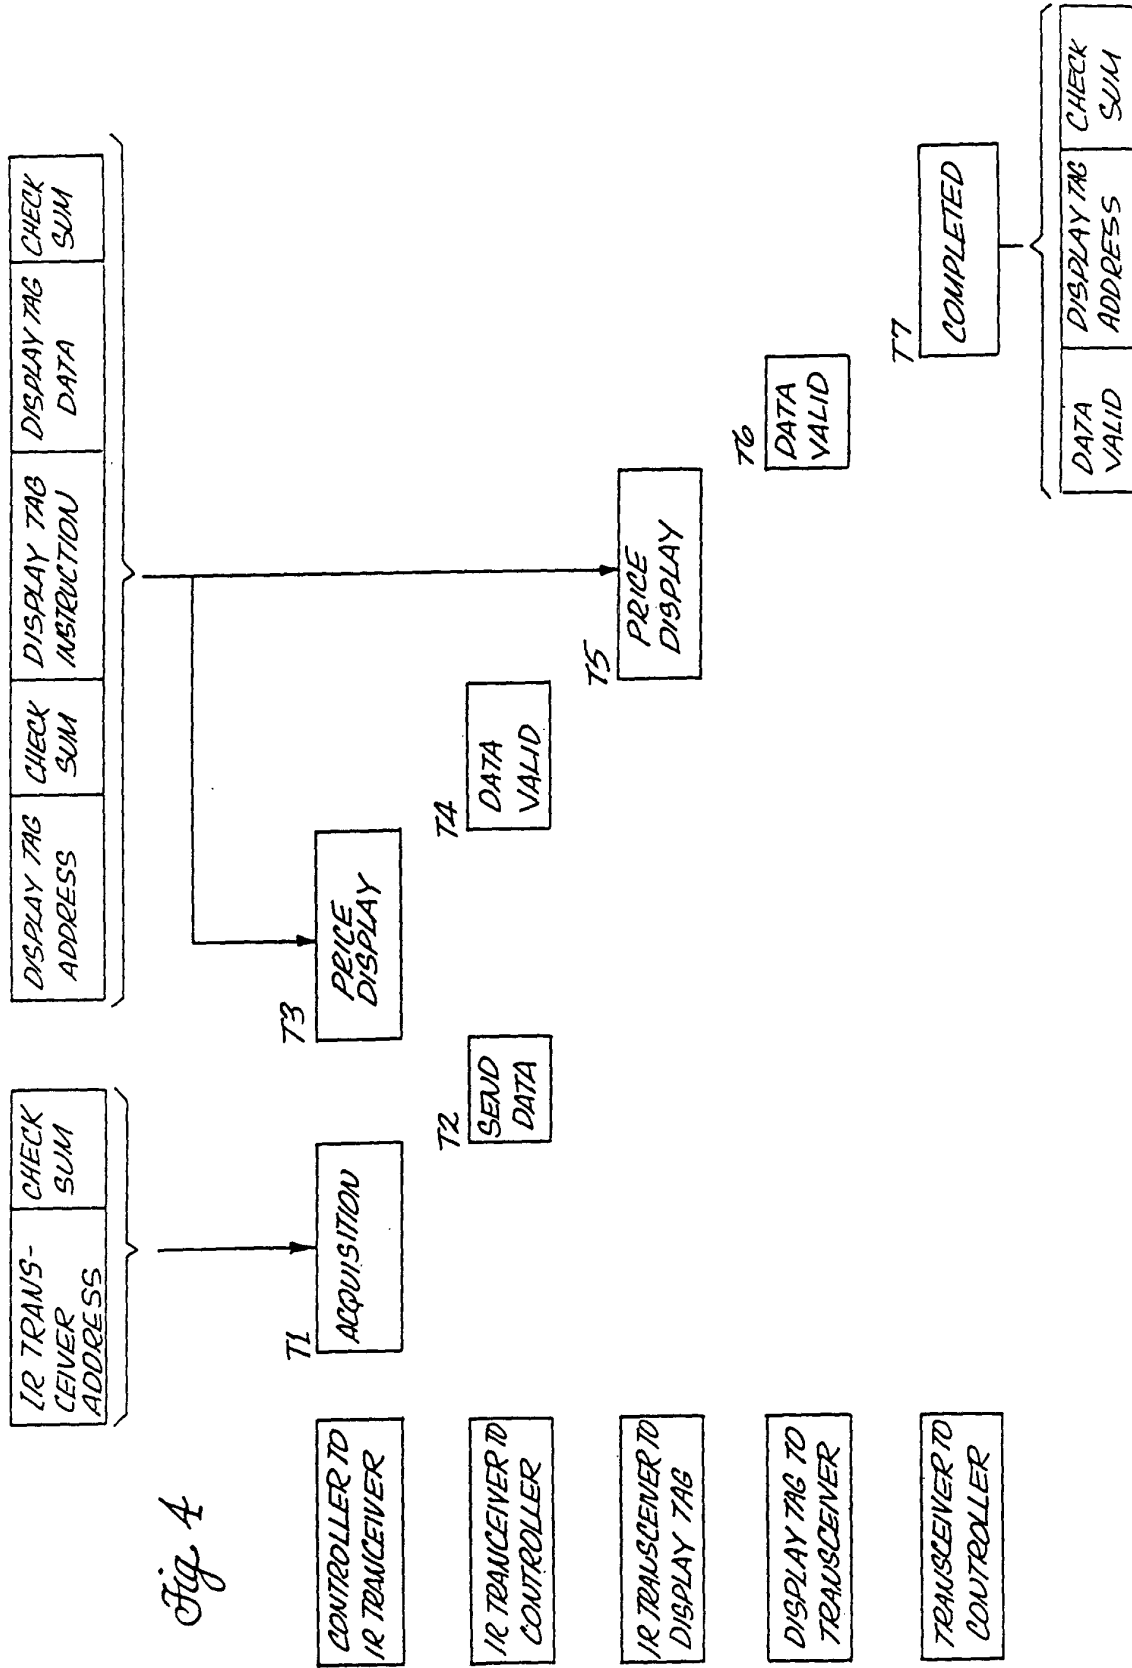 IR TRANS-
CEIVER
ADDRESS
CHECK
SUM
DISPLAY TAG
ADDRESS
CHECK
SUM
DISPLAY TAG
INSTRUCTION
DISPLAY TAG
DATA
CHECK
SUM
Fig 4
CONTROLLER TO
IR TRANCEIVER
T1
ACQUISITION
T3
PRICE
DISPLAY
IR TRANCEIVER TO
CONTROLLER
T2
SEND
DATA
T4
DATA
VALID
IR TRANSCEIVER TO
DISPLAY TAG
T5
PRICE
DISPLAY
DISPLAY TAG TO
TRANSCEIVER
T6
DATA
VALID
TRANSCEIVER TO
CONTROLLER
T7
COMPLETED
DATA
VALID
DISPLAY TAG
ADDRESS
CHECK
SUM